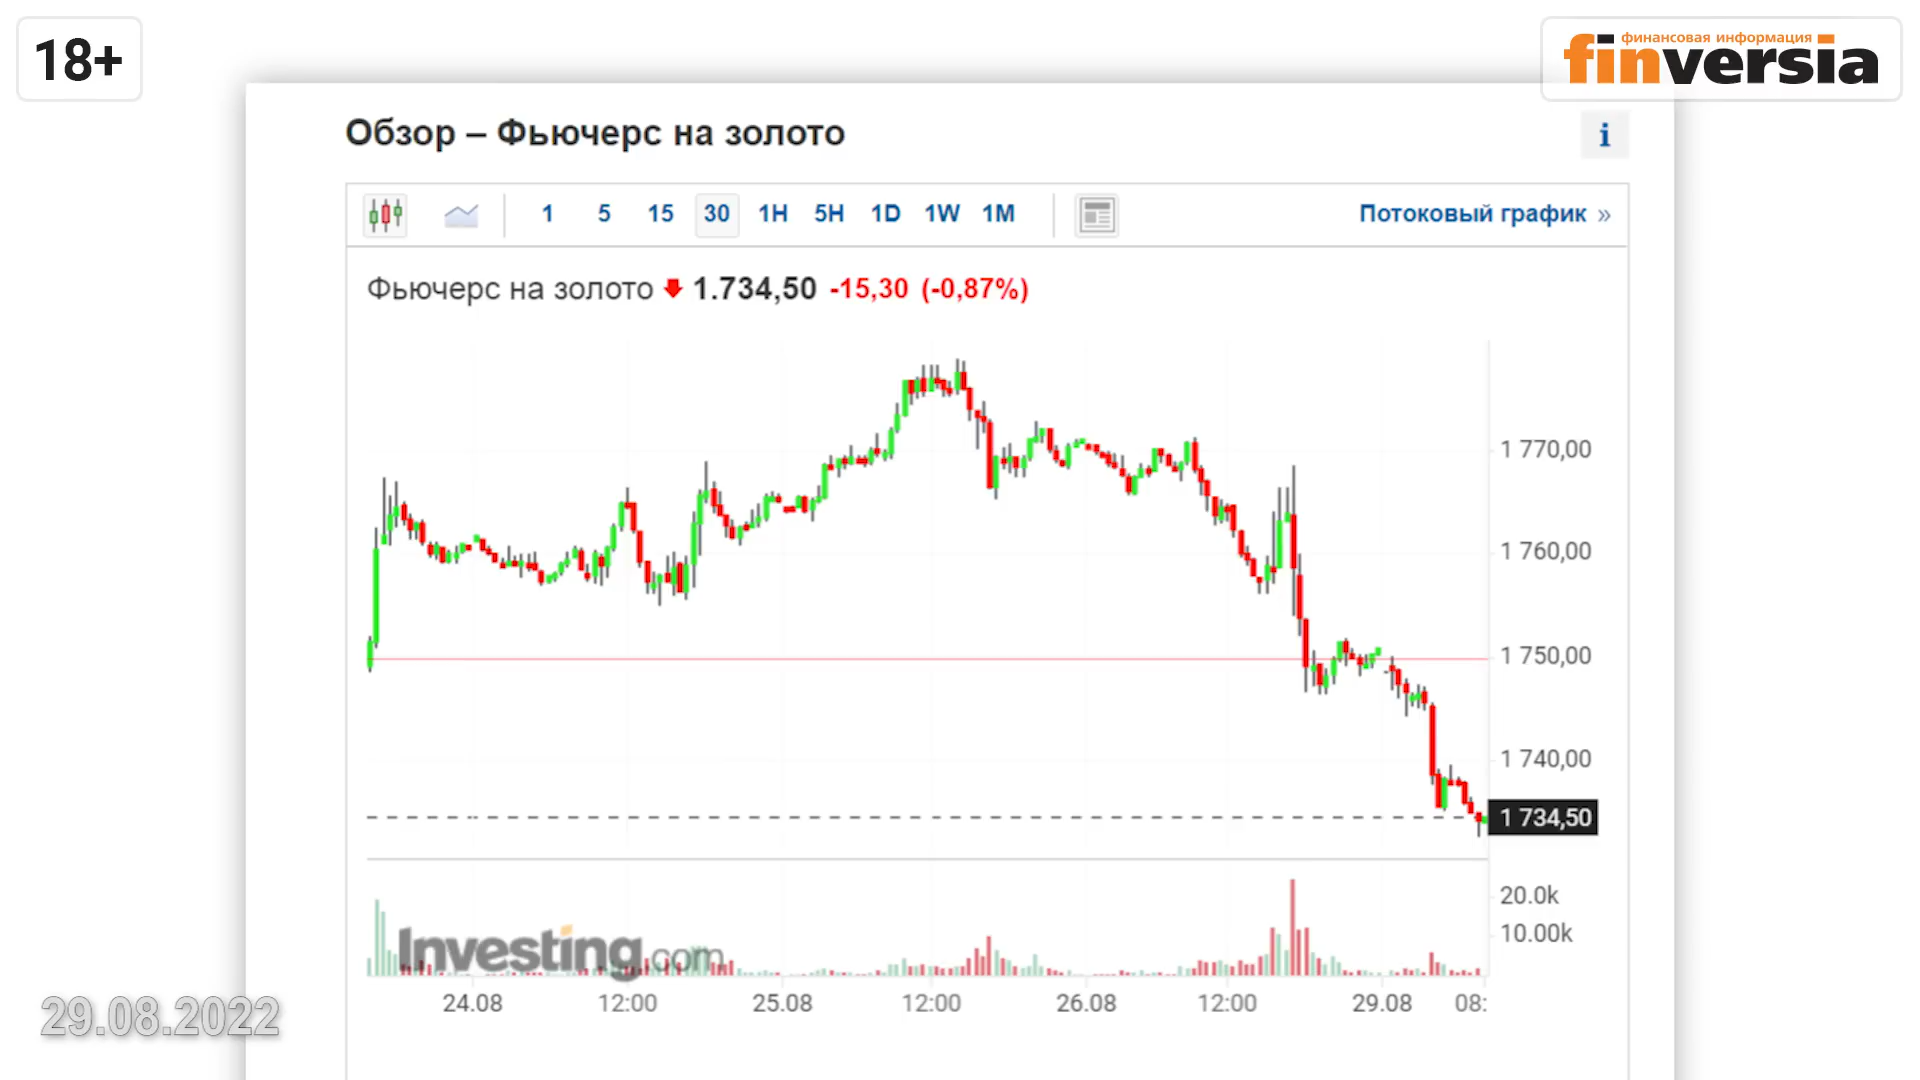 18+
финансовая информация
finversia
Обзор – Фьючерс на золото
i
1 5 15 30 1H 5H 1D 1W 1M
Потоковый график »
Фьючерс на золото 1.734,50 -15,30 (-0,87%)
1 770,00
1 760,00
1 750,00
1 740,00
1 734,50
20.0k
10.00k
Investing.com
24.08 12:00 25.08 12:00 26.08 12:00 29.08 08:
29.08.2022